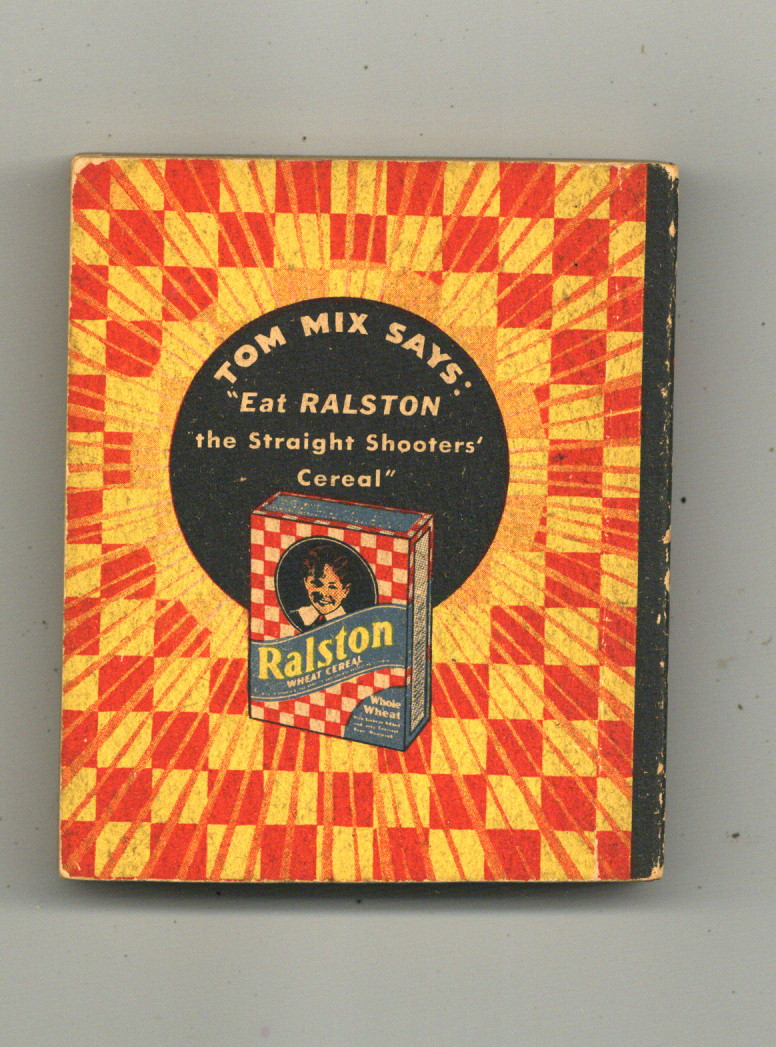 TOM MIX SAYS:
"Eat RALSTON
the Straight Shooters'
Cereal"
Ralston
WHEAT CEREAL
Whole
Wheat